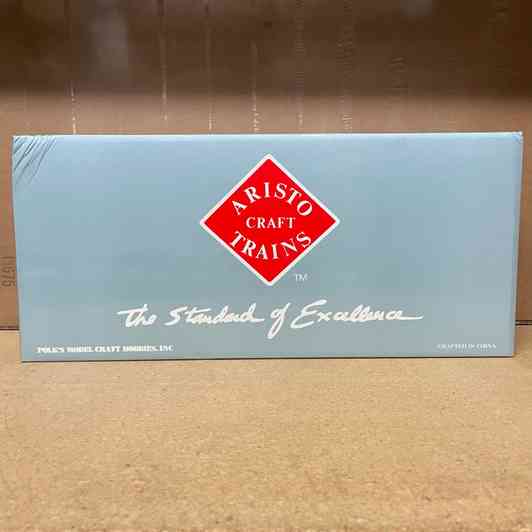 ARISTO
CRAFT
TRAINS
TM
The Standard of Excellence
POLK'S MODEL CRAFT HOBBIES, INC
CRAFTED IN CHINA